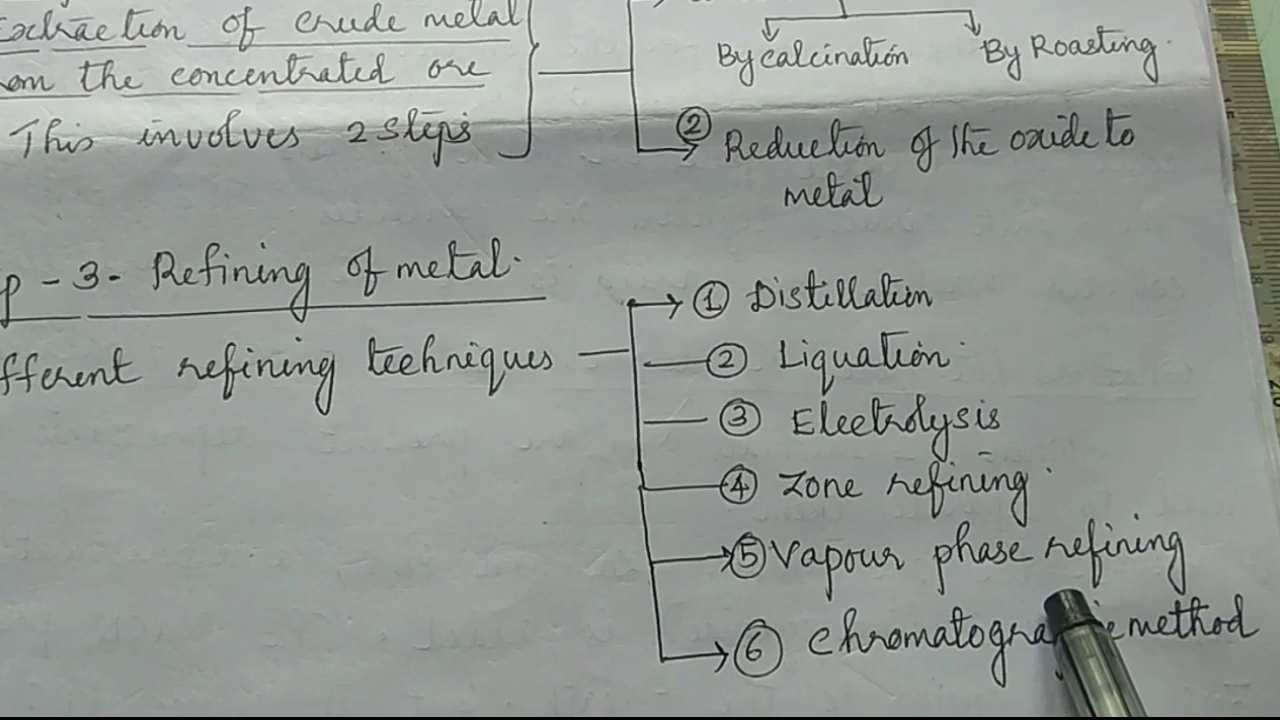 Extraction of crude metal
om the concentrated ore
This involves 2 steps
By calcination
By Roasting.
② Reduction of the oxide to
metal
p - 3 - Refining of metal.
fferent refining techniques
① Distillation
② Liquation
③ Electrolysis
④ Zone refining
⑤ Vapour phase refining
⑥ Chromatogra e method